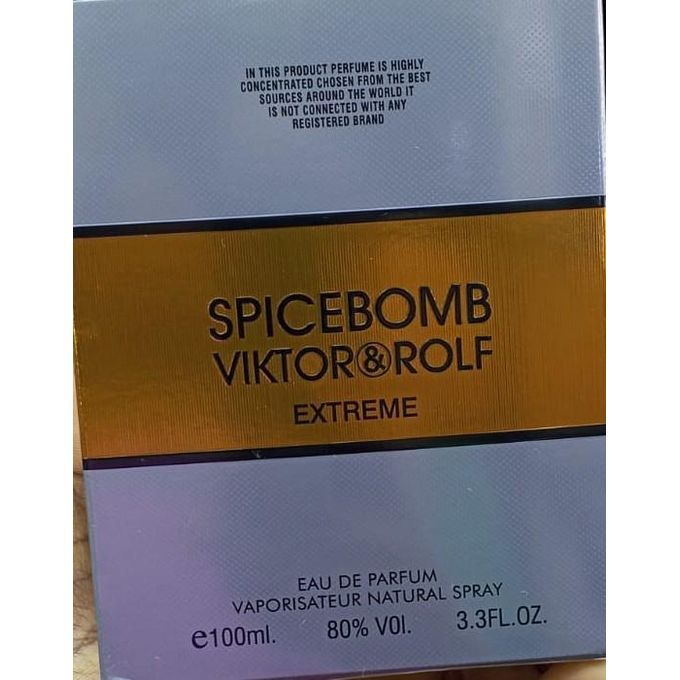 IN THIS PRODUCT PERFUME IS HIGHLY
CONCENTRATED CHOSEN FROM THE BEST
SOURCES AROUND THE WORLD IT
IS NOT CONNECTED WITH ANY
REGISTERED BRAND
SPICEBOMB
VIKTOR&ROLF
EXTREME
EAU DE PARFUM
VAPORISATEUR NATURAL SPRAY
e100ml. 80% VOl. 3.3FL.OZ.